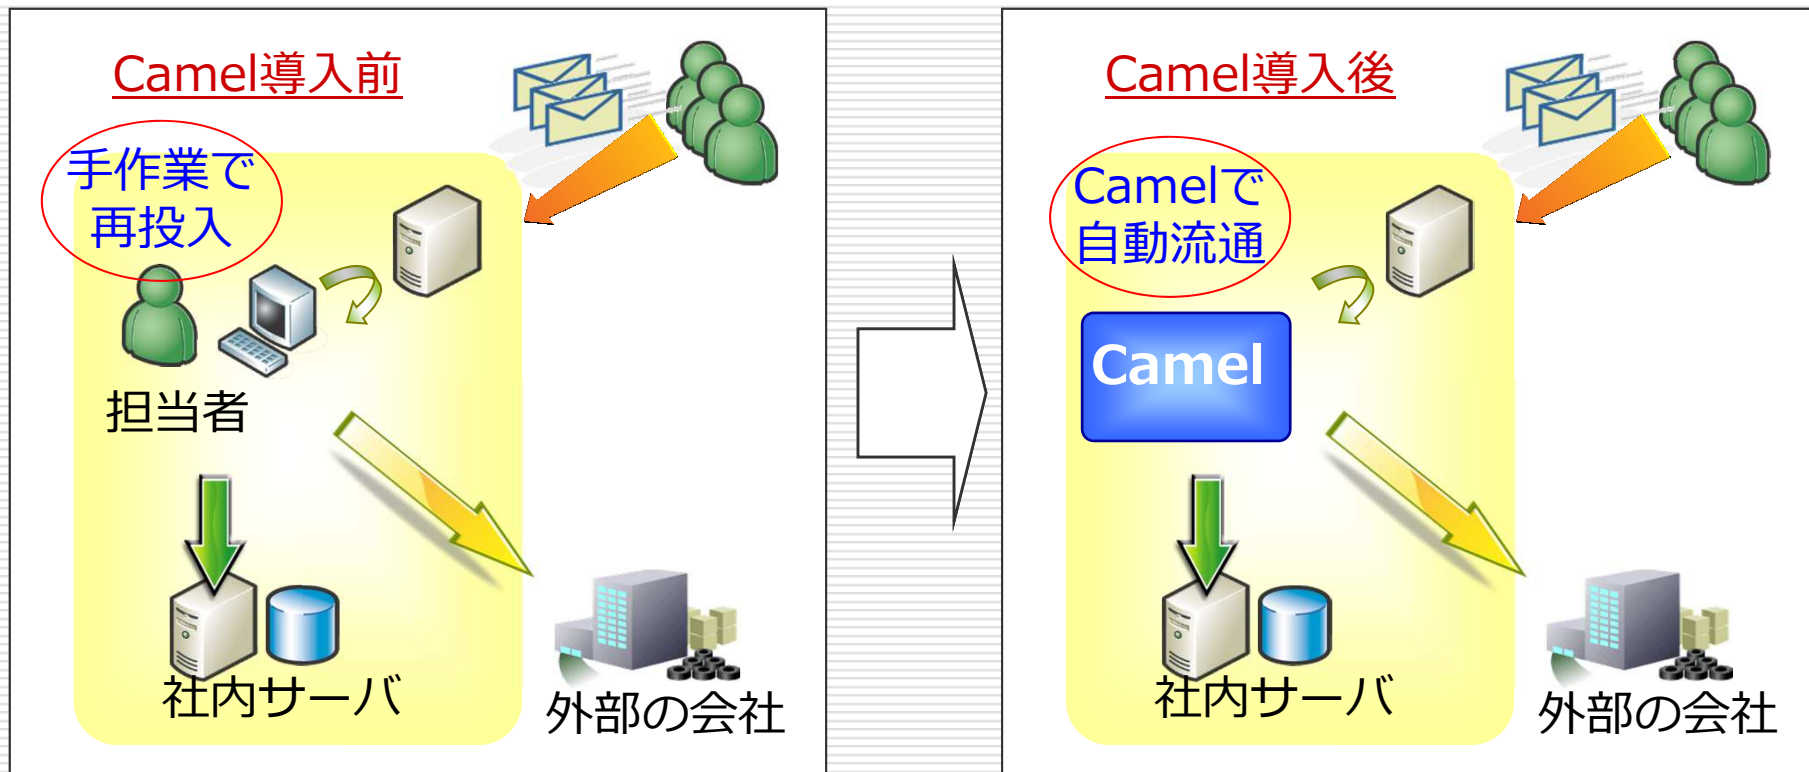 Camel導入前
手作業で
再投入
担当者
社内サーバ
外部の会社
Camel導入後
Camelで
自動流通
Camel
社内サーバ
外部の会社